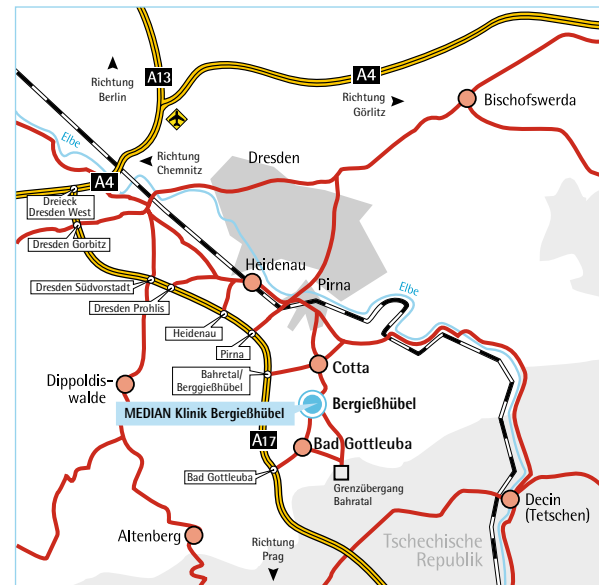 A13
A4
Richtung
Berlin
Richtung
Görlitz
Bischofswerda
Elbe
Richtung
Chemnitz
Dresden
A4
Dreieck
Dresden West
Dresden Gorbitz
Heidenau
Pirna
Elbe
Dresden Südvorstadt
Dresden Prohlis
Heidenau
Pirna
Bahretal/
Berggießhübel
Cotta
Dippoldis-
walde
MEDIAN Klinik Bergießhübel
Bergießhübel
A17
Bad Gottleuba
Bad Gottleuba
Grenzübergang
Bahratal
Decin
(Tetschen)
Altenberg
Richtung
Prag
Tschechische
Republik